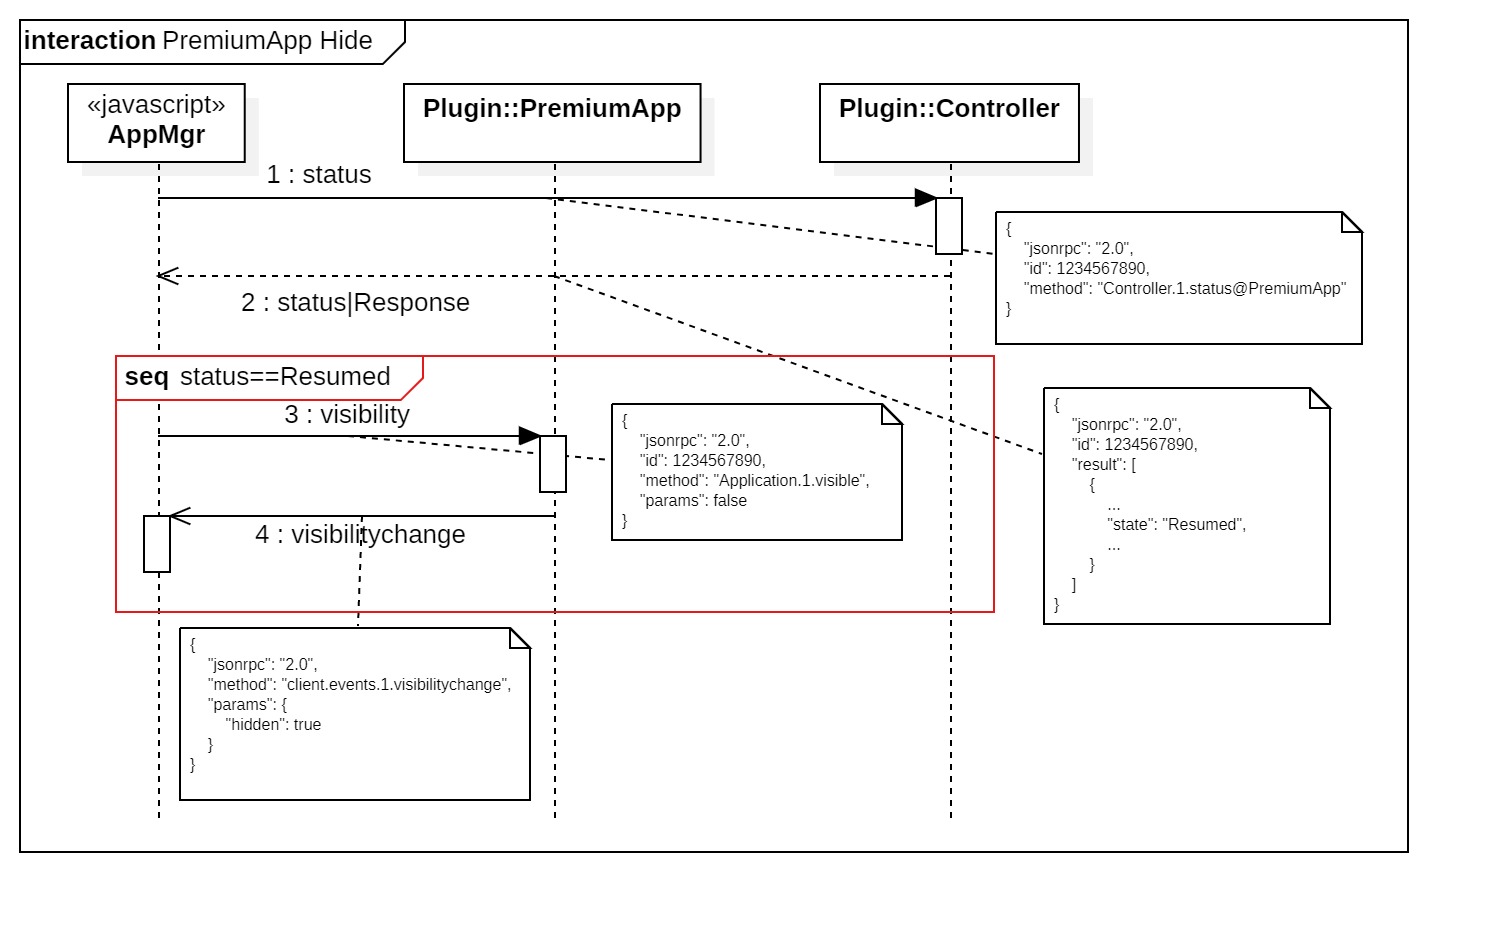 interaction PremiumApp Hide
«javascript»
AppMgr
Plugin::PremiumApp
Plugin::Controller
1 : status
{
"jsonrpc": "2.0",
"id": 1234567890,
"method": "Controller.1.status@PremiumApp"
}
2 : status|Response
seq status==Resumed
3 : visibility
{
"jsonrpc": "2.0",
"id": 1234567890,
"method": "Application.1.visible",
"params": false
}
{
"jsonrpc": "2.0",
"id": 1234567890,
"result": [
{
...
"state": "Resumed",
...
}
]
}
4 : visibilitychange
{
"jsonrpc": "2.0",
"method": "client.events.1.visibilitychange",
"params": {
"hidden": true
}
}